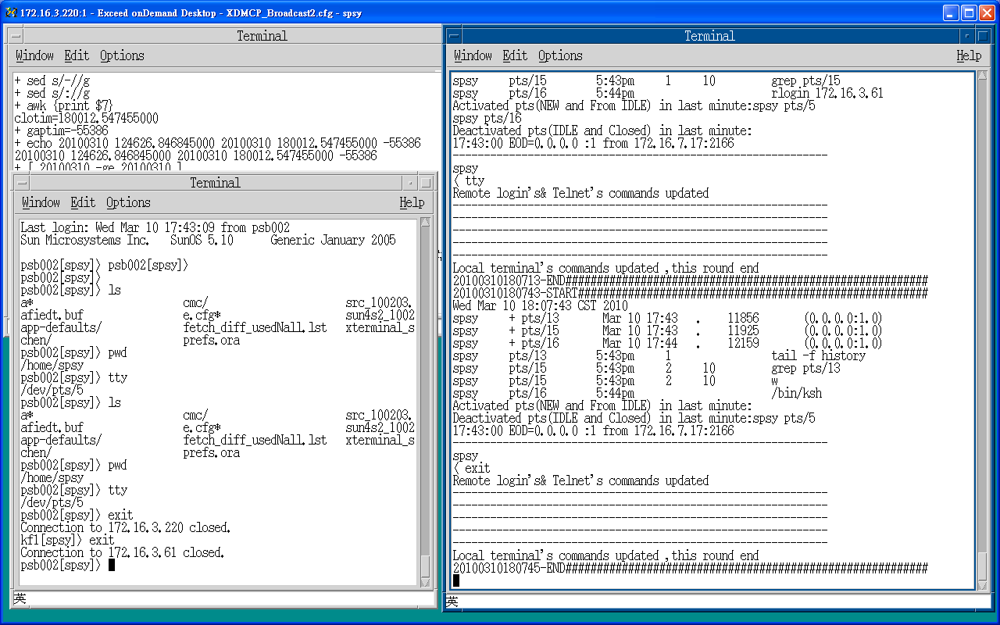 172.16.3.220:1 - Exceed onDemand Desktop - XDMCP_Broadcast2.cfg - spsy
Terminal
Window Edit Options
+ sed s/-//g
+ sed s/://g
+ awk {print $7}
clotim=180012.547455000
+ gaptim=-55386
+ echo 20100310 124626.846845000 20100310 180012.547455000 -55386
20100310 124626.846845000 20100310 180012.547455000 -55386
+ [ 20100310 -ge 20100310 ]
Terminal
Window Edit Options Help
Last login: Wed Mar 10 17:43:09 from psb002
Sun Microsystems Inc. SunOS 5.10 Generic January 2005
psb002[spsy]> psb002[spsy]>
psb002[spsy]>
psb002[spsy]> ls
a* cmc/ src_100203.
afiedt.buf e.cfg* sun4s2_1002
app-defaults/ fetch_diff_usedNall.lst xterminal_s
chen/ prefs.ora
psb002[spsy]> pwd
/home/spsy
psb002[spsy]> tty
/dev/pts/5
psb002[spsy]> ls
a* cmc/ src_100203.
afiedt.buf e.cfg* sun4s2_1002
app-defaults/ fetch_diff_usedNall.lst xterminal_s
chen/ prefs.ora
psb002[spsy]> pwd
/home/spsy
psb002[spsy]> tty
/dev/pts/5
psb002[spsy]> exit
Connection to 172.16.3.220 closed.
kf1[spsy]> exit
Connection to 172.16.3.61 closed.
psb002[spsy]>
英
Terminal
Window Edit Options Help
spsy pts/15 5:43pm 1 10 grep pts/15
spsy pts/16 5:44pm rlogin 172.16.3.61
Activated pts(NEW and From IDLE) in last minute:spsy pts/5
spsy pts/16
Deactivated pts(IDLE and Closed) in last minute:
17:43:00 EOD=0.0.0.0 :1 from 172.16.7.17:2166
------------------------------------------------------------
spsy
< tty
Remote login's& Telnet's commands updated
------------------------------------------------------------
------------------------------------------------------------
------------------------------------------------------------
------------------------------------------------------------
------------------------------------------------------------
Local terminal's commands updated ,this round end
20100310180713-END##########################################################
20100310180743-START########################################################
Wed Mar 10 18:07:43 CST 2010
spsy + pts/13 Mar 10 17:43 . 11856 (0.0.0.0:1.0)
spsy + pts/15 Mar 10 17:43 . 11925 (0.0.0.0:1.0)
spsy + pts/16 Mar 10 17:44 . 12159 (0.0.0.0:1.0)
spsy pts/13 5:43pm 1 tail -f history
spsy pts/15 5:43pm 2 10 grep pts/13
spsy pts/15 5:43pm 2 10 w
spsy pts/16 5:44pm /bin/ksh
Activated pts(NEW and From IDLE) in last minute:
Deactivated pts(IDLE and Closed) in last minute:spsy pts/5
17:43:00 EOD=0.0.0.0 :1 from 172.16.7.17:2166
------------------------------------------------------------
spsy
< exit
Remote login's& Telnet's commands updated
------------------------------------------------------------
------------------------------------------------------------
------------------------------------------------------------
------------------------------------------------------------
------------------------------------------------------------
Local terminal's commands updated ,this round end
20100310180745-END##########################################################
英